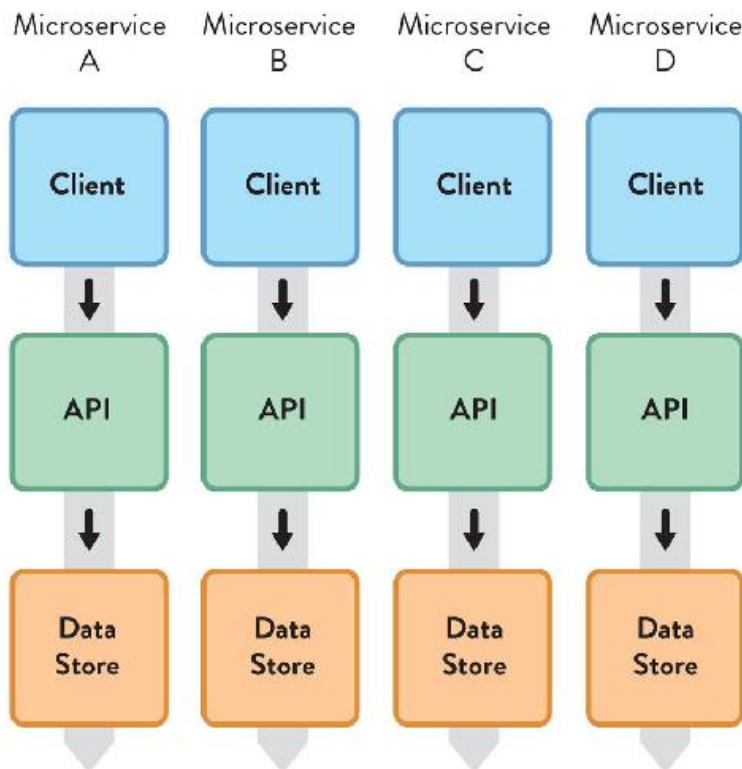 Microservice Microservice Microservice Microservice
A B C D
Client Client Client Client
API API API API
Data Data Data Data
Store Store Store Store